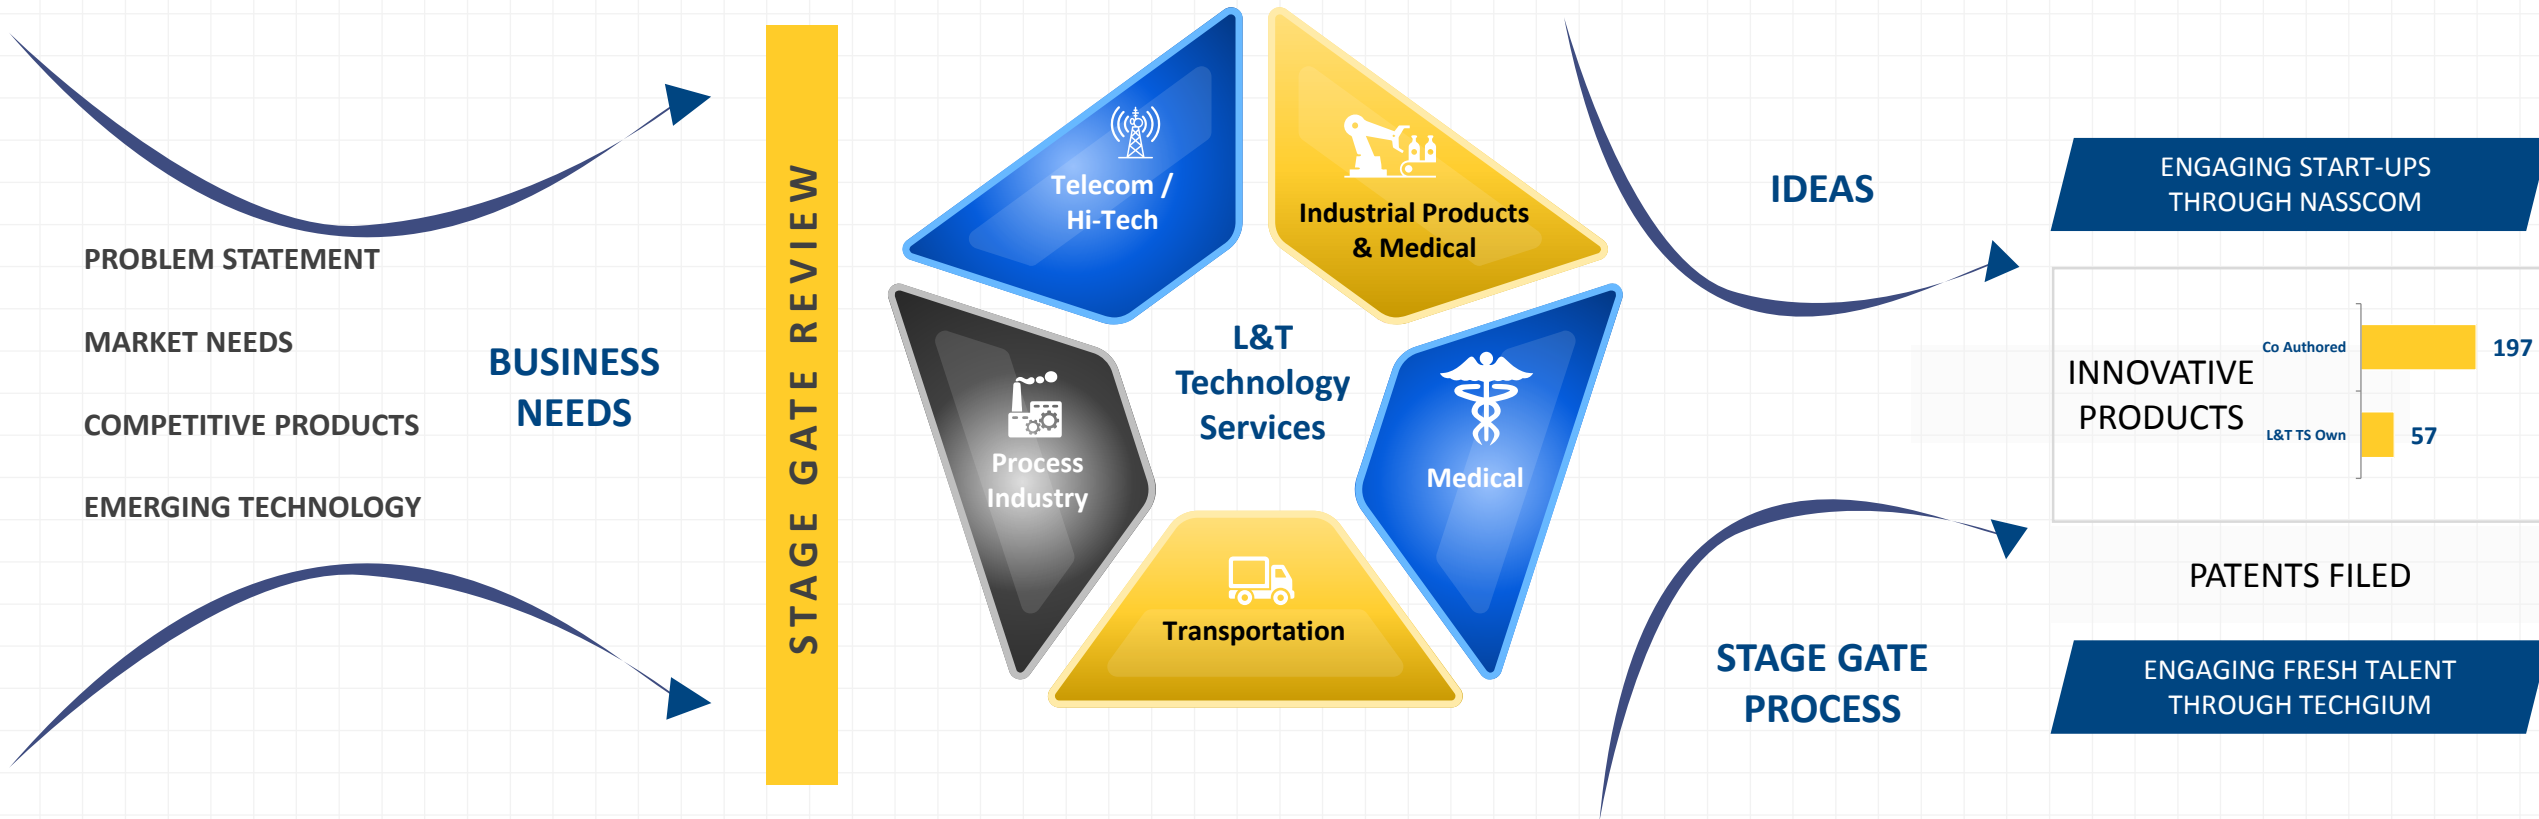 PROBLEM STATEMENT
MARKET NEEDS
COMPETITIVE PRODUCTS
EMERGING TECHNOLOGY
BUSINESS
NEEDS
STAGE GATE REVIEW
Telecom /
Hi-Tech
Industrial Products
& Medical
Process
Industry
L&T
Technology
Services
Medical
Transportation
IDEAS
STAGE GATE
PROCESS
ENGAGING START-UPS
THROUGH NASSCOM
INNOVATIVE
PRODUCTS
Co Authored 197
L&T TS Own 57
PATENTS FILED
ENGAGING FRESH TALENT
THROUGH TECHGIUM